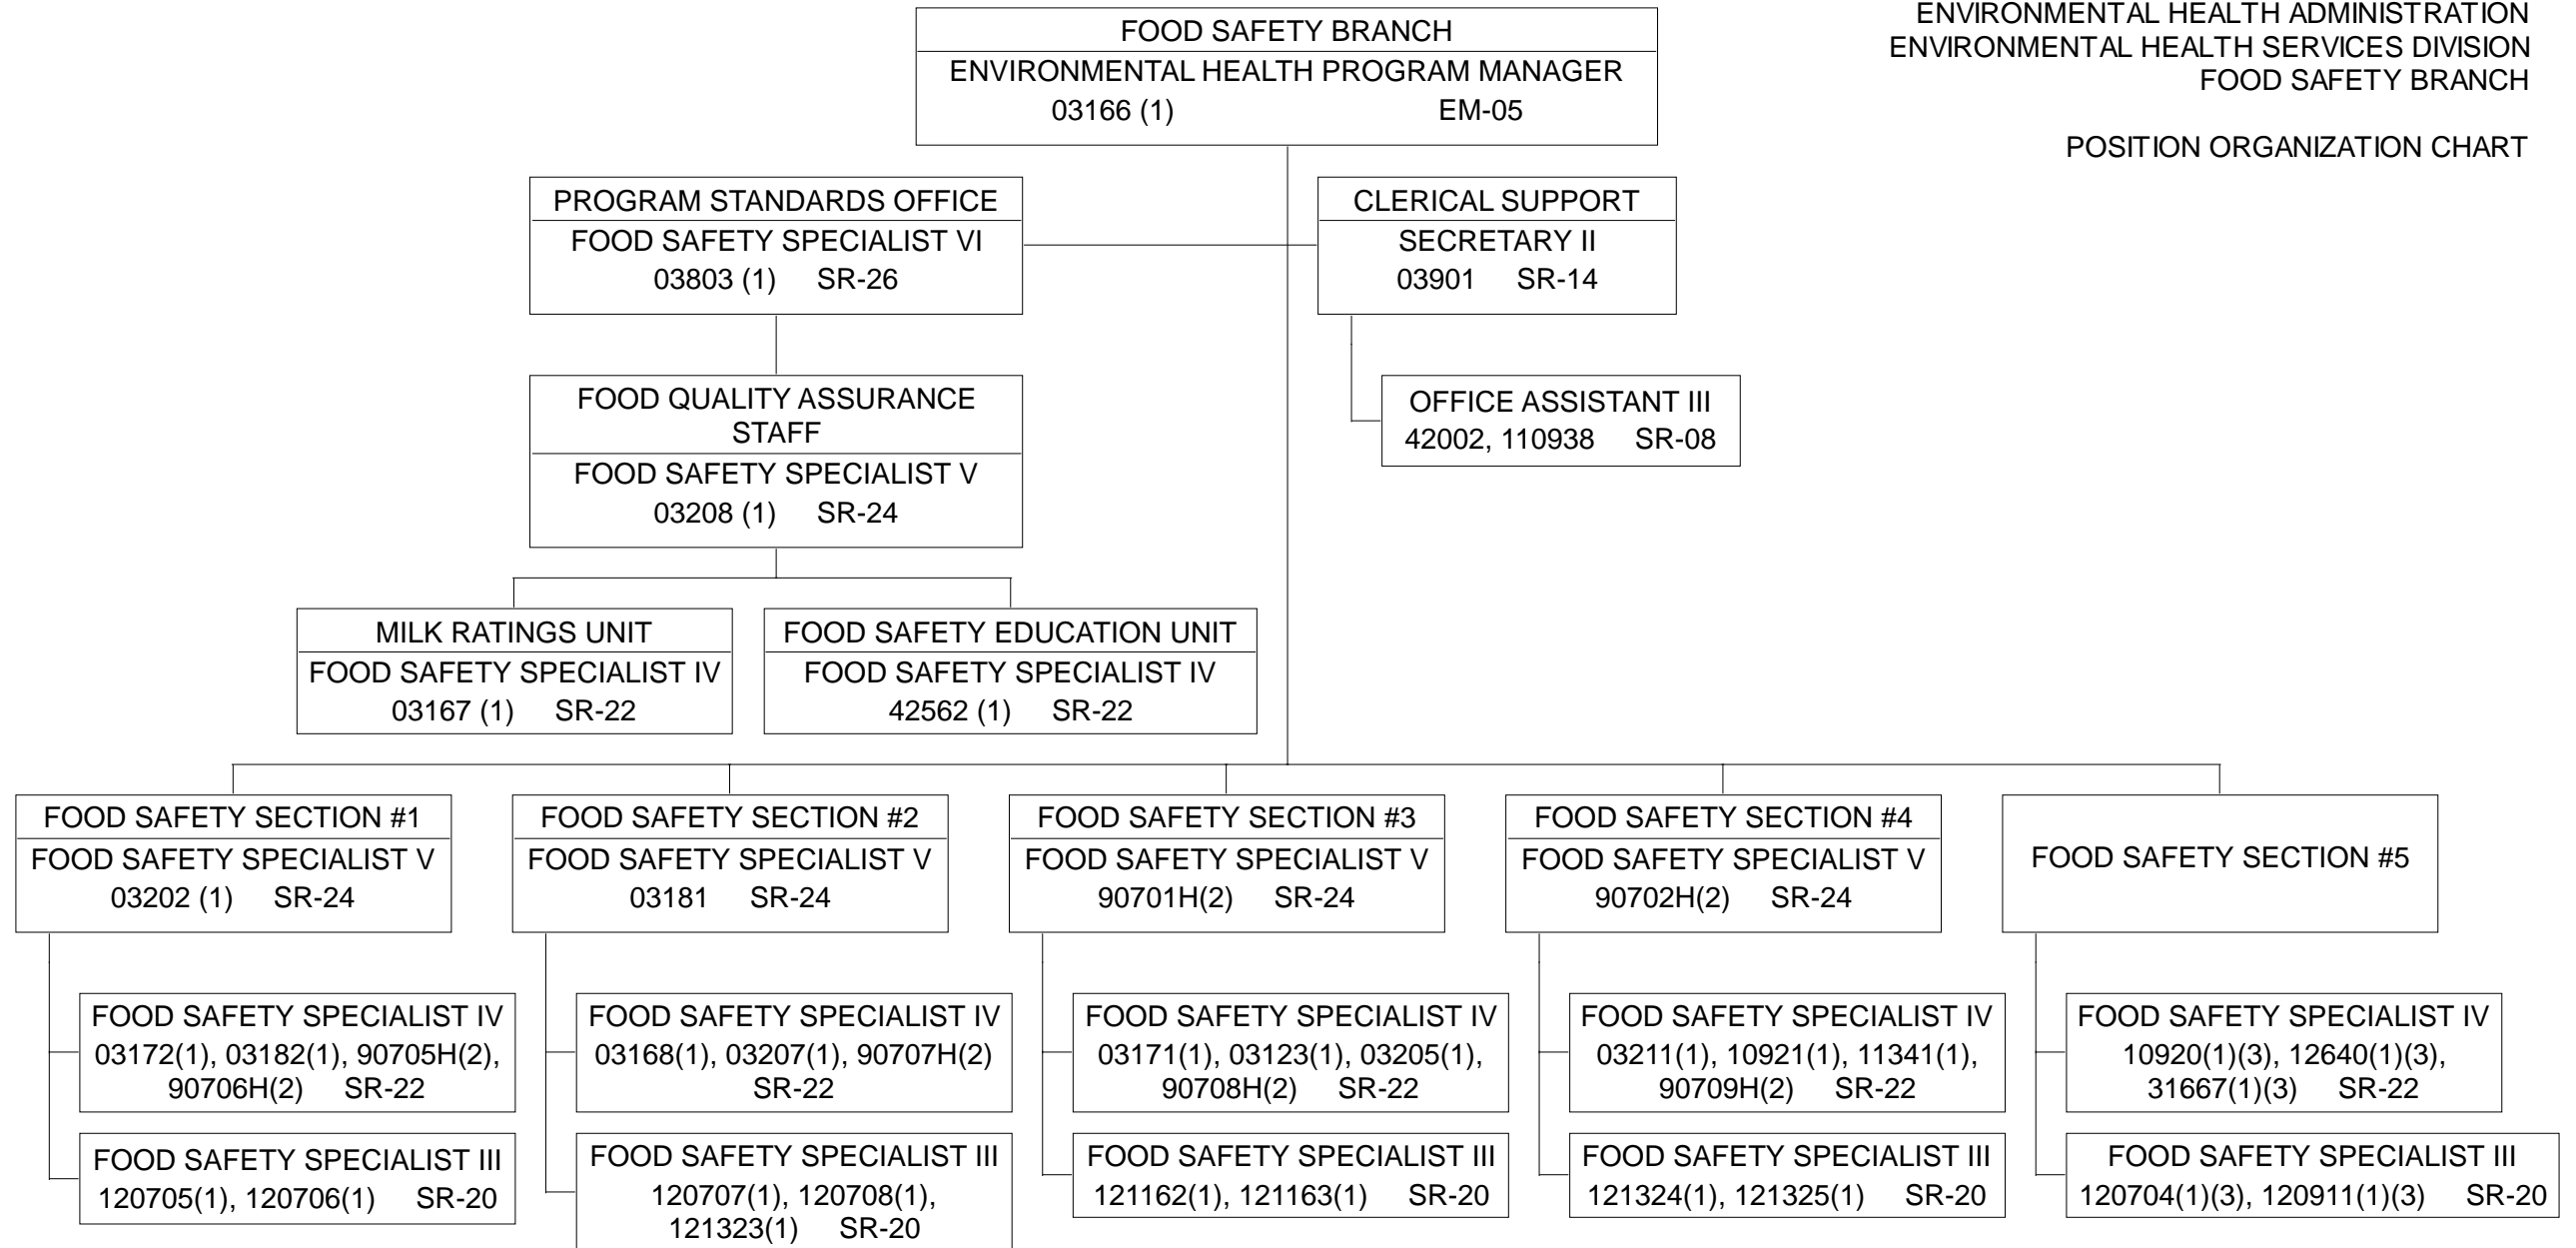 ENVIRONMENTAL HEALTH ADMINISTRATION
ENVIRONMENTAL HEALTH SERVICES DIVISION
FOOD SAFETY BRANCH
POSITION ORGANIZATION CHART
FOOD SAFETY BRANCH
ENVIRONMENTAL HEALTH PROGRAM MANAGER
03166 (1) EM-05
PROGRAM STANDARDS OFFICE
FOOD SAFETY SPECIALIST VI
03803 (1) SR-26
CLERICAL SUPPORT
SECRETARY II
03901 SR-14
OFFICE ASSISTANT III
42002, 110938 SR-08
FOOD QUALITY ASSURANCE
STAFF
FOOD SAFETY SPECIALIST V
03208 (1) SR-24
MILK RATINGS UNIT
FOOD SAFETY SPECIALIST IV
03167 (1) SR-22
FOOD SAFETY EDUCATION UNIT
FOOD SAFETY SPECIALIST IV
42562 (1) SR-22
FOOD SAFETY SECTION #1
FOOD SAFETY SPECIALIST V
03202 (1) SR-24
FOOD SAFETY SPECIALIST IV
03172(1), 03182(1), 90705H(2),
90706H(2) SR-22
FOOD SAFETY SPECIALIST III
120705(1), 120706(1) SR-20
FOOD SAFETY SECTION #2
FOOD SAFETY SPECIALIST V
03181 SR-24
FOOD SAFETY SPECIALIST IV
03168(1), 03207(1), 90707H(2)
SR-22
FOOD SAFETY SPECIALIST III
120707(1), 120708(1),
121323(1) SR-20
FOOD SAFETY SECTION #3
FOOD SAFETY SPECIALIST V
90701H(2) SR-24
FOOD SAFETY SPECIALIST IV
03171(1), 03123(1), 03205(1),
90708H(2) SR-22
FOOD SAFETY SPECIALIST III
121162(1), 121163(1) SR-20
FOOD SAFETY SECTION #4
FOOD SAFETY SPECIALIST V
90702H(2) SR-24
FOOD SAFETY SPECIALIST IV
03211(1), 10921(1), 11341(1),
90709H(2) SR-22
FOOD SAFETY SPECIALIST III
121324(1), 121325(1) SR-20
FOOD SAFETY SECTION #5
FOOD SAFETY SPECIALIST IV
10920(1)(3), 12640(1)(3),
31667(1)(3) SR-22
FOOD SAFETY SPECIALIST III
120704(1)(3), 120911(1)(3) SR-20